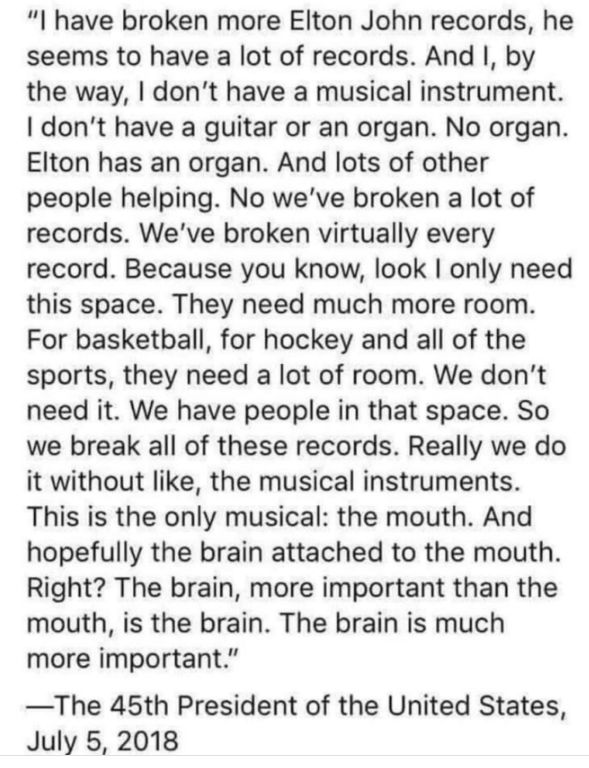 "I have broken more Elton John records, he
seems to have a lot of records. And I, by
the way, I don't have a musical instrument.
I don't have a guitar or an organ. No organ.
Elton has an organ. And lots of other
people helping. No we've broken a lot of
records. We've broken virtually every
record. Because you know, look I only need
this space. They need much more room.
For basketball, for hockey and all of the
sports, they need a lot of room. We don't
need it. We have people in that space. So
we break all of these records. Really we do
it without like, the musical instruments.
This is the only musical: the mouth. And
hopefully the brain attached to the mouth.
Right? The brain, more important than the
mouth, is the brain. The brain is much
more important."
—The 45th President of the United States,
July 5, 2018